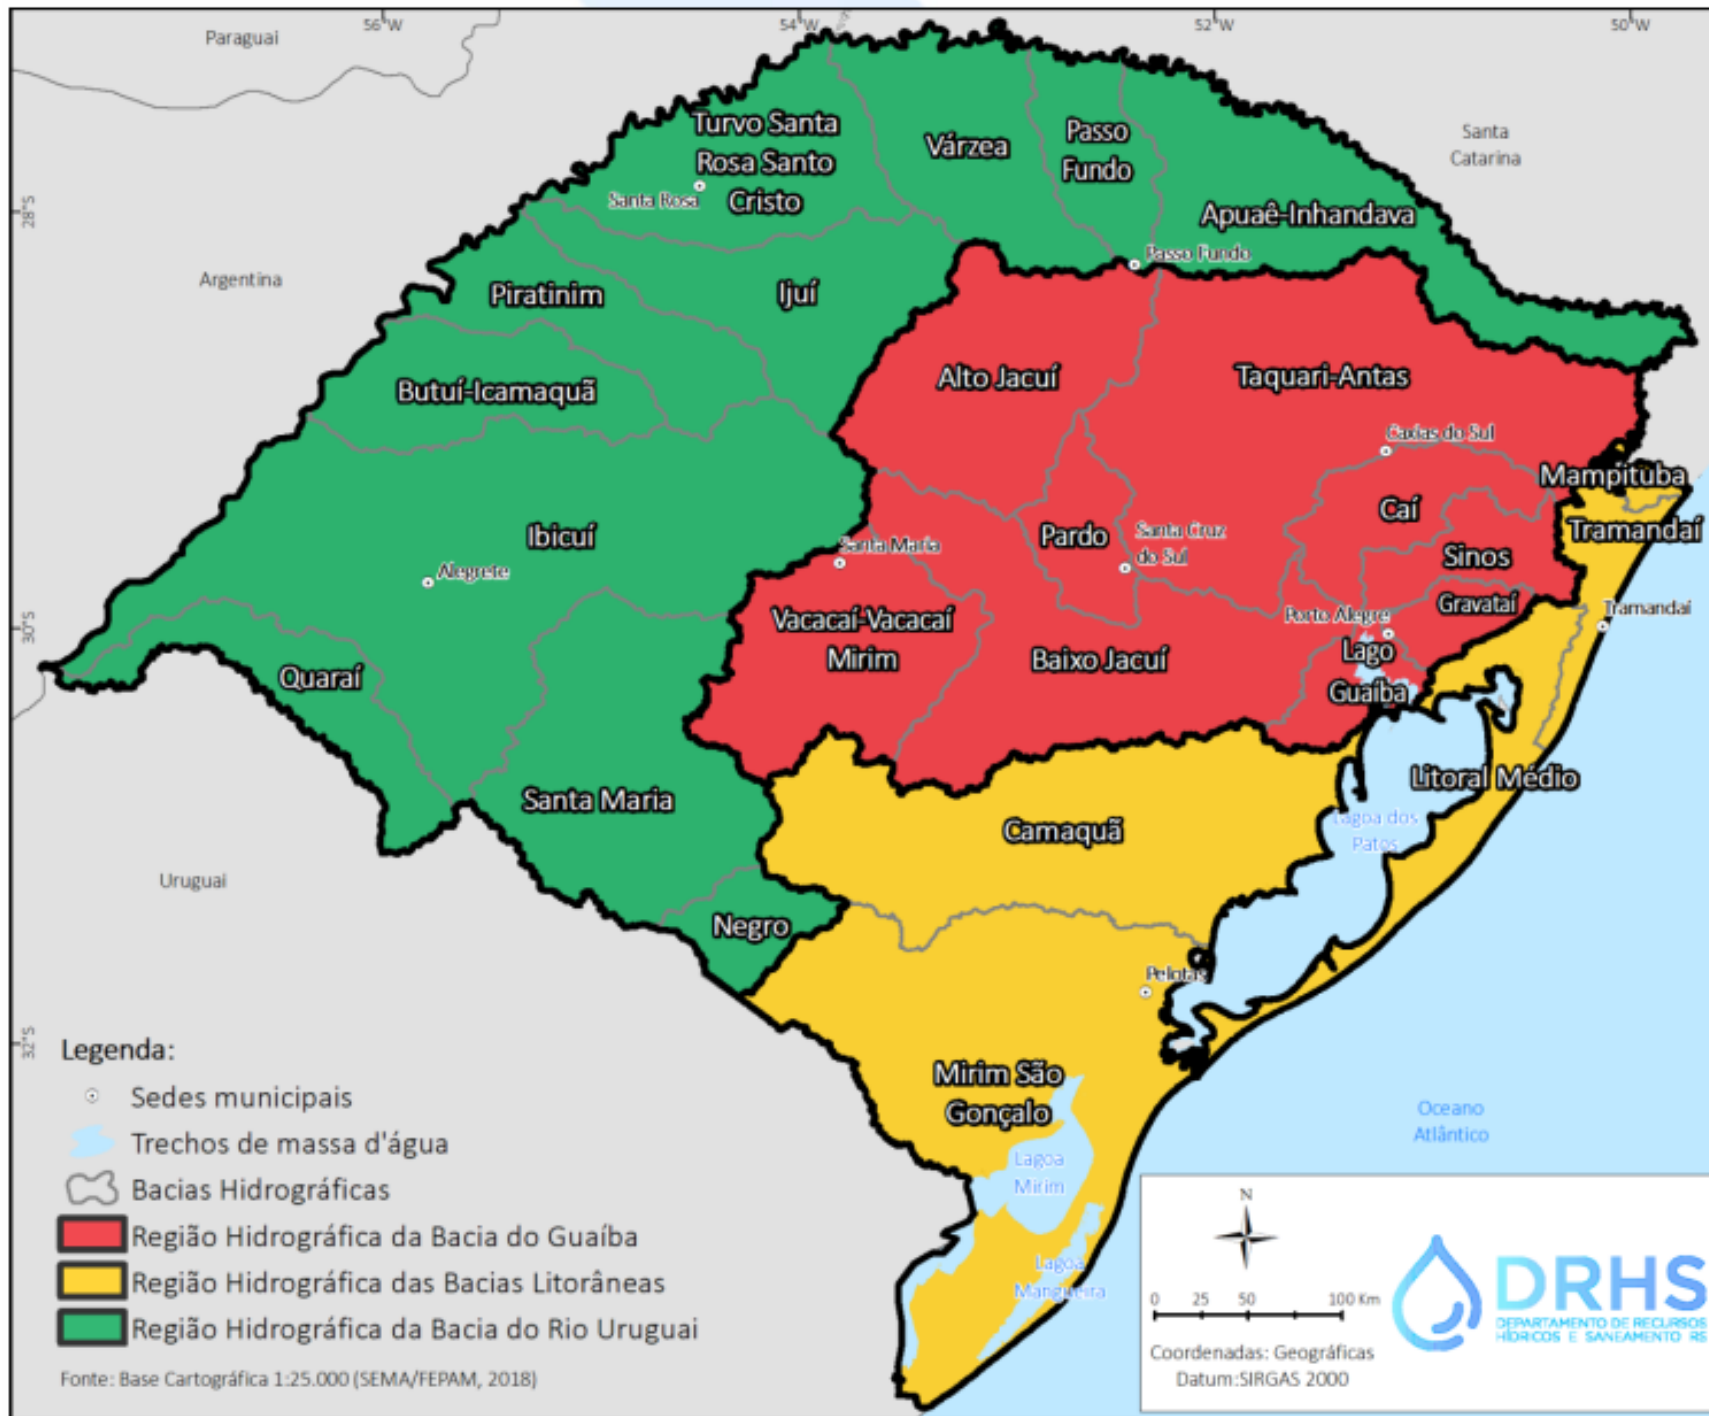 56°W
54°W
52°W
50°W
Paraguai
Santa
Catarina
Turvo Santa
Rosa Santo
Cristo
Santa Rosa
Várzea
Passo
Fundo
Apuaê-Inhandava
28°S
Passo Fundo
Argentina
Piratinim
Ijuí
Butuí-Icamaquã
Alto Jacuí
Taquari-Antas
Caxias do Sul
Mampituba
Caí
Tramandaí
Ibicuí
Pardo
Santa Cruz
do Sul
Santa Maria
Sinos
Alegrete
Gravataí
30°S
Vacacaí-Vacacaí
Mirim
Porto Alegre
Tramandaí
Lago
Guaíba
Baixo Jacuí
Quaraí
Santa Maria
Litoral Médio
Camaquã
Lagoa dos
Patos
Uruguai
Negro
Pelotas
32°S
Mirim São
Gonçalo
Lagoa
Mirim
Oceano
Atlântico
Lagoa
Mangueira
Legenda:
Sedes municipais
Trechos de massa d'água
Bacias Hidrográficas
Região Hidrográfica da Bacia do Guaíba
Região Hidrográfica das Bacias Litorâneas
Região Hidrográfica da Bacia do Rio Uruguai
Fonte: Base Cartográfica 1:25.000 (SEMA/FEPAM, 2018)
N
0 25 50 100 Km
Coordenadas: Geográficas
Datum:SIRGAS 2000
DRHS
DEPARTAMENTO DE RECURSOS
HÍDRICOS E SANEAMENTO RS